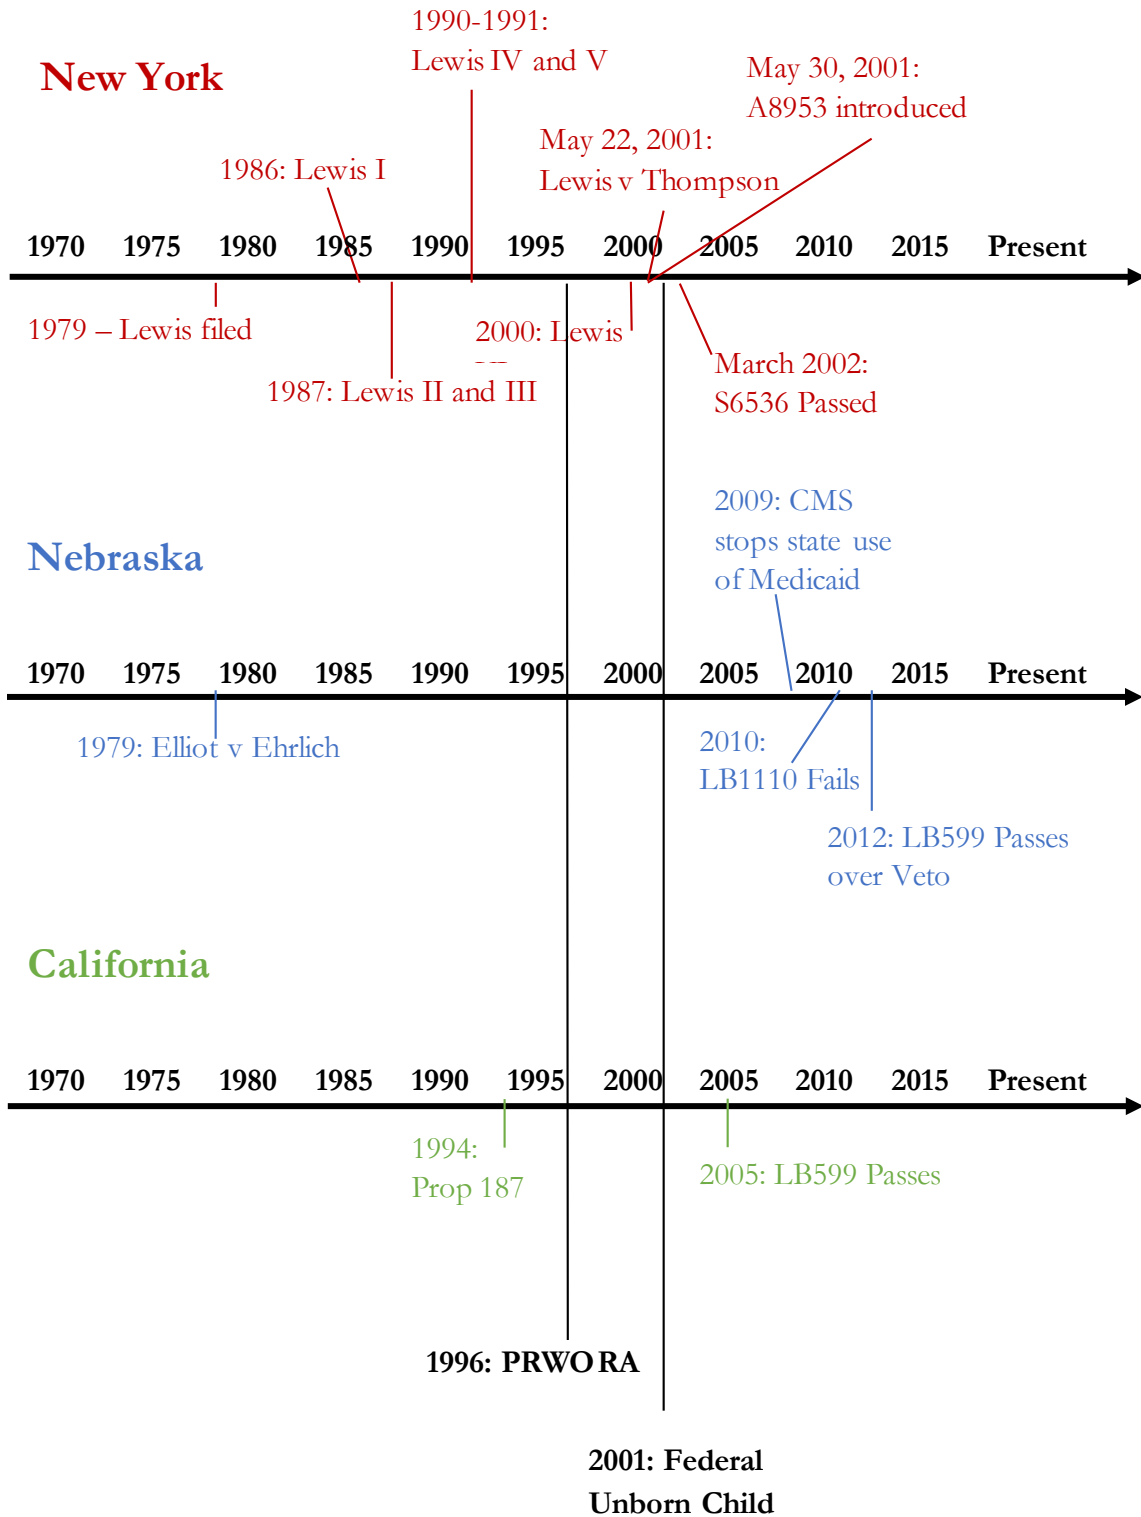 1990-1991:
Lewis IV and V
New York
May 30, 2001:
A8953 introduced
May 22, 2001:
Lewis v Thompson
1986: Lewis I
1970 1975 1980 1985 1990 1995 2000 2005 2010 2015 Present
1979 – Lewis filed
2000: Lewis
1987: Lewis II and III
March 2002:
S6536 Passed
2009: CMS
stops state use
of Medicaid
Nebraska
1970 1975 1980 1985 1990 1995 2000 2005 2010 2015 Present
1979: Elliot v Ehrlich
2010:
LB1110 Fails
2012: LB599 Passes
over Veto
California
1970 1975 1980 1985 1990 1995 2000 2005 2010 2015 Present
1994:
Prop 187
2005: LB599 Passes
1996: PRWORA
2001: Federal
Unborn Child